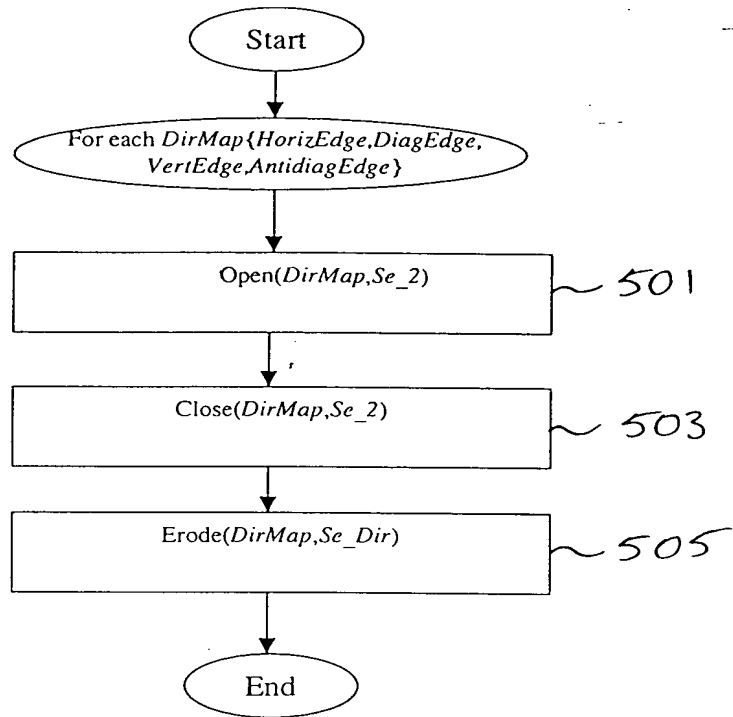 Start
For each DirMap{HorizEdge,DiagEdge,
VertEdge,AntidiagEdge}
Open(DirMap,Se_2)
501
Close(DirMap,Se_2)
503
Erode(DirMap,Se_Dir)
505
End